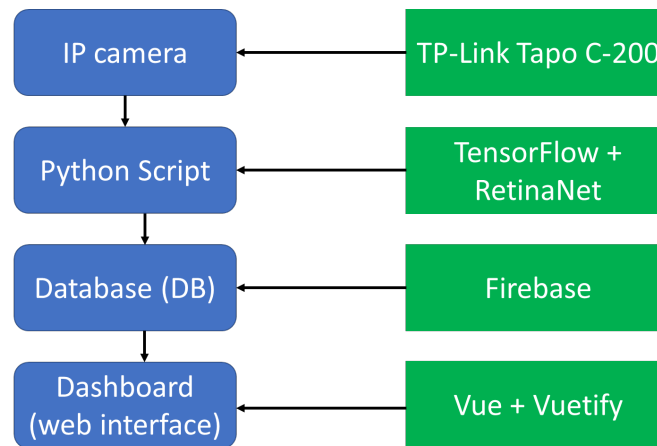 IP camera
TP-Link Tapo C-200
Python Script
TensorFlow +
RetinaNet
Database (DB)
Firebase
Dashboard
(web interface)
Vue + Vuetify